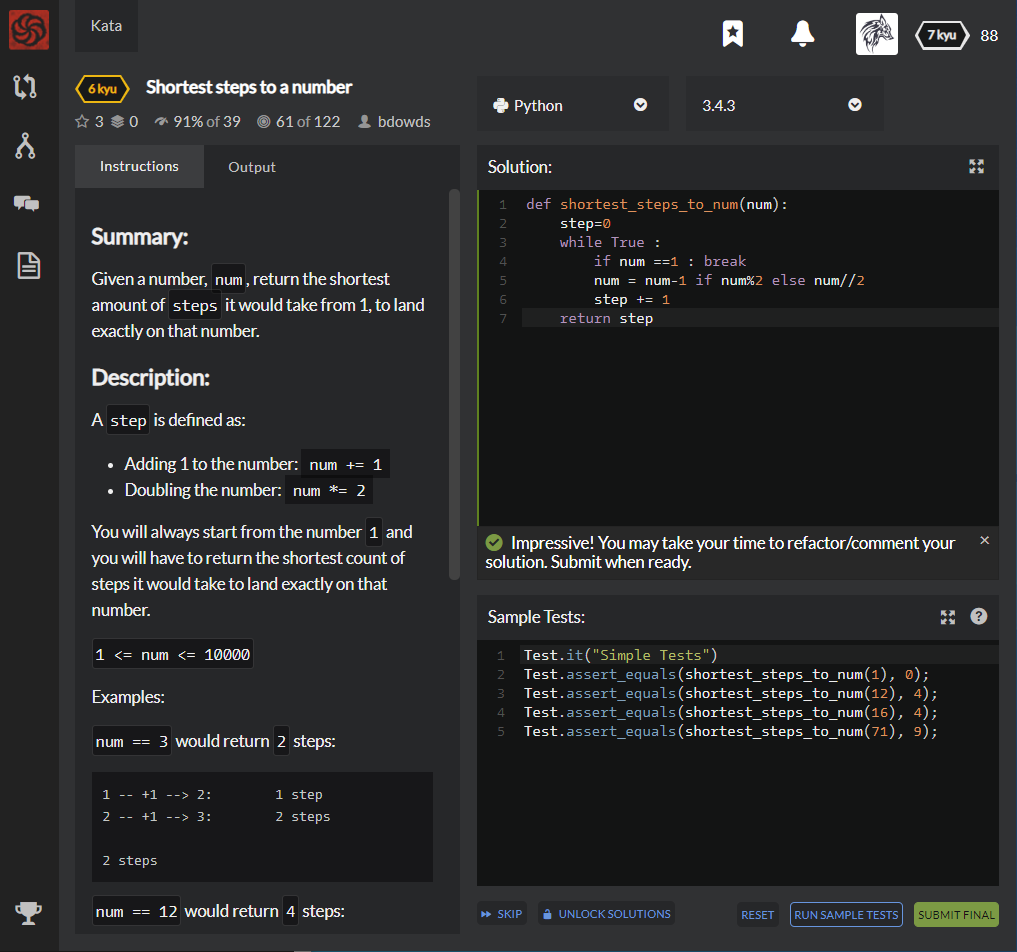 Kata
7 kyu 88
6 kyu Shortest steps to a number
3 0 91% of 39 61 of 122 bdowds
Python
3.4.3
Instructions
Output
Summary:
Given a number, num, return the shortest
amount of steps it would take from 1, to land
exactly on that number.
Description:
A step is defined as:
• Adding 1 to the number: num += 1
• Doubling the number: num *= 2
You will always start from the number 1 and
you will have to return the shortest count of
steps it would take to land exactly on that
number.
1 <= num <= 10000
Examples:
num == 3 would return 2 steps:
1 -- +1 --> 2: 1 step
2 -- +1 --> 3: 2 steps
2 steps
num == 12 would return 4 steps:
Solution:
1 def shortest_steps_to_num(num):
2 step=0
3 while True :
4 if num ==1 : break
5 num = num-1 if num%2 else num//2
6 step += 1
7 return step
Impressive! You may take your time to refactor/comment your
solution. Submit when ready.
×
Sample Tests:
?
1 Test.it("Simple Tests")
2 Test.assert_equals(shortest_steps_to_num(1), 0);
3 Test.assert_equals(shortest_steps_to_num(12), 4);
4 Test.assert_equals(shortest_steps_to_num(16), 4);
5 Test.assert_equals(shortest_steps_to_num(71), 9);
SKIP
UNLOCK SOLUTIONS
RESET
RUN SAMPLE TESTS
SUBMIT FINAL